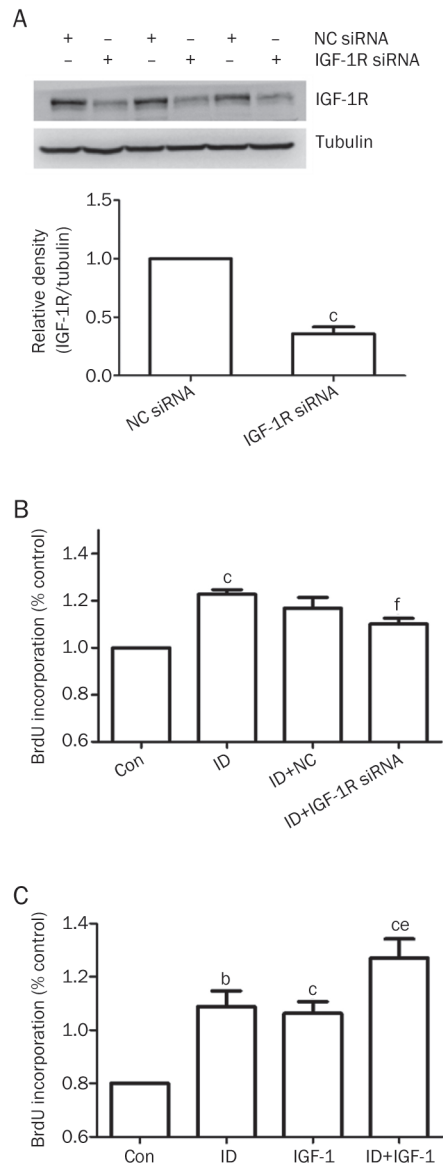 A
+ – + – + – NC siRNA
– + – + – + IGF-1R siRNA
IGF-1R
Tubulin
Relative density
(IGF-1R/tubulin)
1.5
1.0
0.5
0.0
c
NC siRNA
IGF-1R siRNA
B
BrdU incorporation (% control)
1.4
1.2
1.0
0.8
0.6
c
f
Con
ID
ID+NC
ID+IGF-1R siRNA
C
BrdU incorporation (% control)
1.4
1.2
1.0
0.8
0.6
b
c
ce
Con
ID
IGF-1
ID+IGF-1